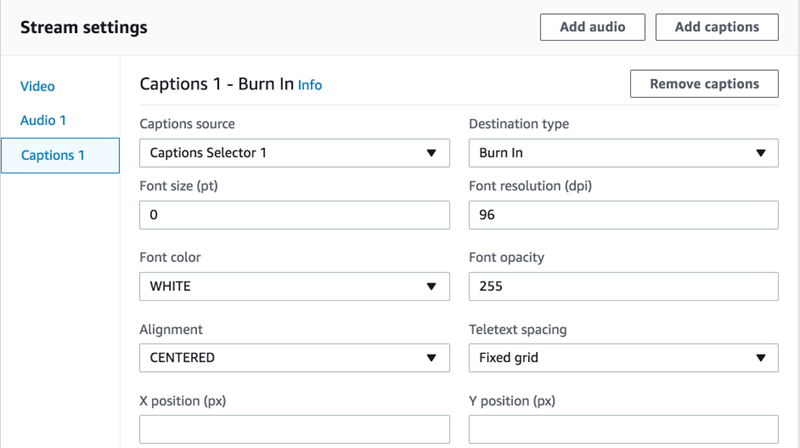 Stream settings
Add audio
Add captions
Video
Audio 1
Captions 1
Captions 1 - Burn In Info
Remove captions
Captions source
Destination type
Captions Selector 1
Burn In
Font size (pt)
Font resolution (dpi)
0
96
Font color
Font opacity
WHITE
255
Alignment
Teletext spacing
CENTERED
Fixed grid
X position (px)
Y position (px)